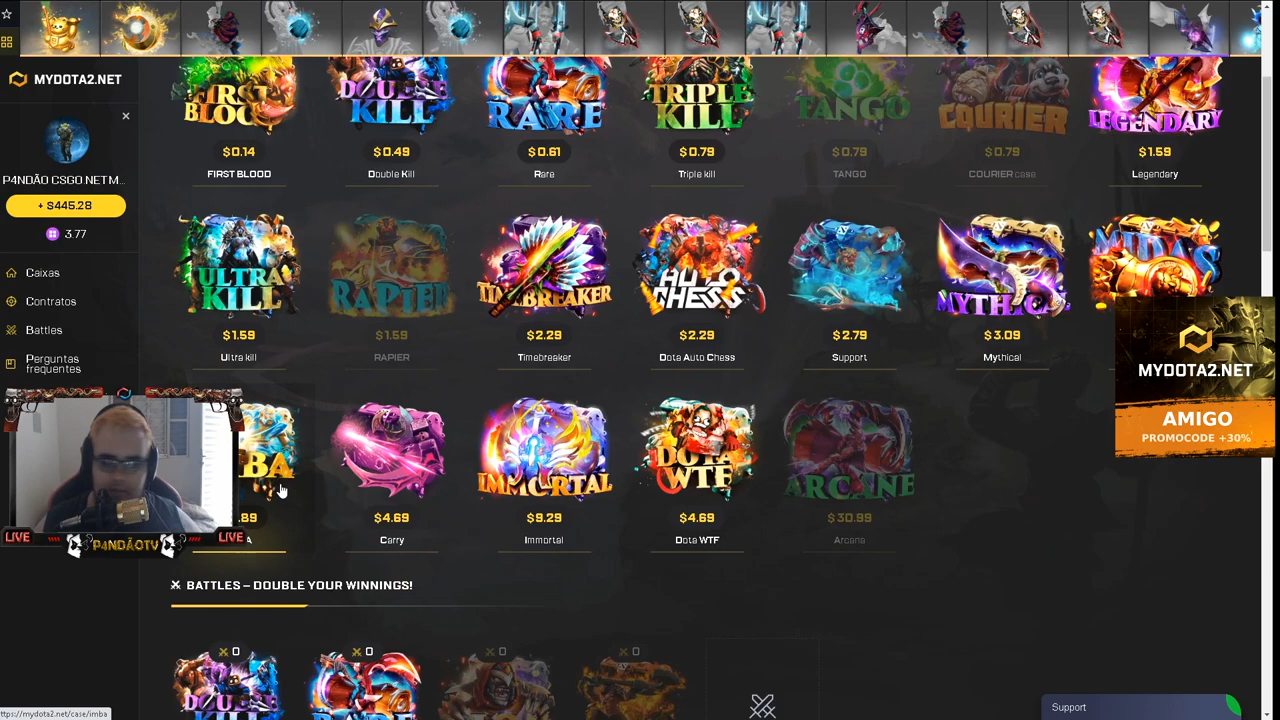 MYDOTA2.NET
P4NDÃO CSGO NET M...
+ $445.28
3.77
Caixas
Contratos
Battles
Perguntas
frequentes
FIRST BLOOD
DOUBLE
KILL
RARE
TRIPLE
KILL
TANGO
COURIER
LEGENDARY
$0.14
$0.49
$0.61
$0.79
$0.79
$0.79
$1.59
FIRST BLOOD
Double Kill
Rare
Triple kill
TANGO
COURIER case
Legendary
ULTRA
KILL
RAPIER
TIMEBREAKER
AUTO
CHESS
MYTHICAL
MIDAS
$1.59
$1.59
$2.29
$2.29
$2.79
$3.09
Ultra kill
RAPIER
Timebreaker
Dota Auto Chess
Support
Mythical
MYDOTA2.NET
AMIGO
PROMOCODE +30%
IMMORTAL
DOTA
WTF
ARCANE
.89
$4.69
$9.29
$4.69
$30.99
Carry
Immortal
Dota WTF
Arcana
LIVE
P4NDÃOTV
LIVE
BATTLES – DOUBLE YOUR WINNINGS!
0
0
0
0
DOUBLE
KILL
RARE
Support
ttps://mydota2.net/case/imba